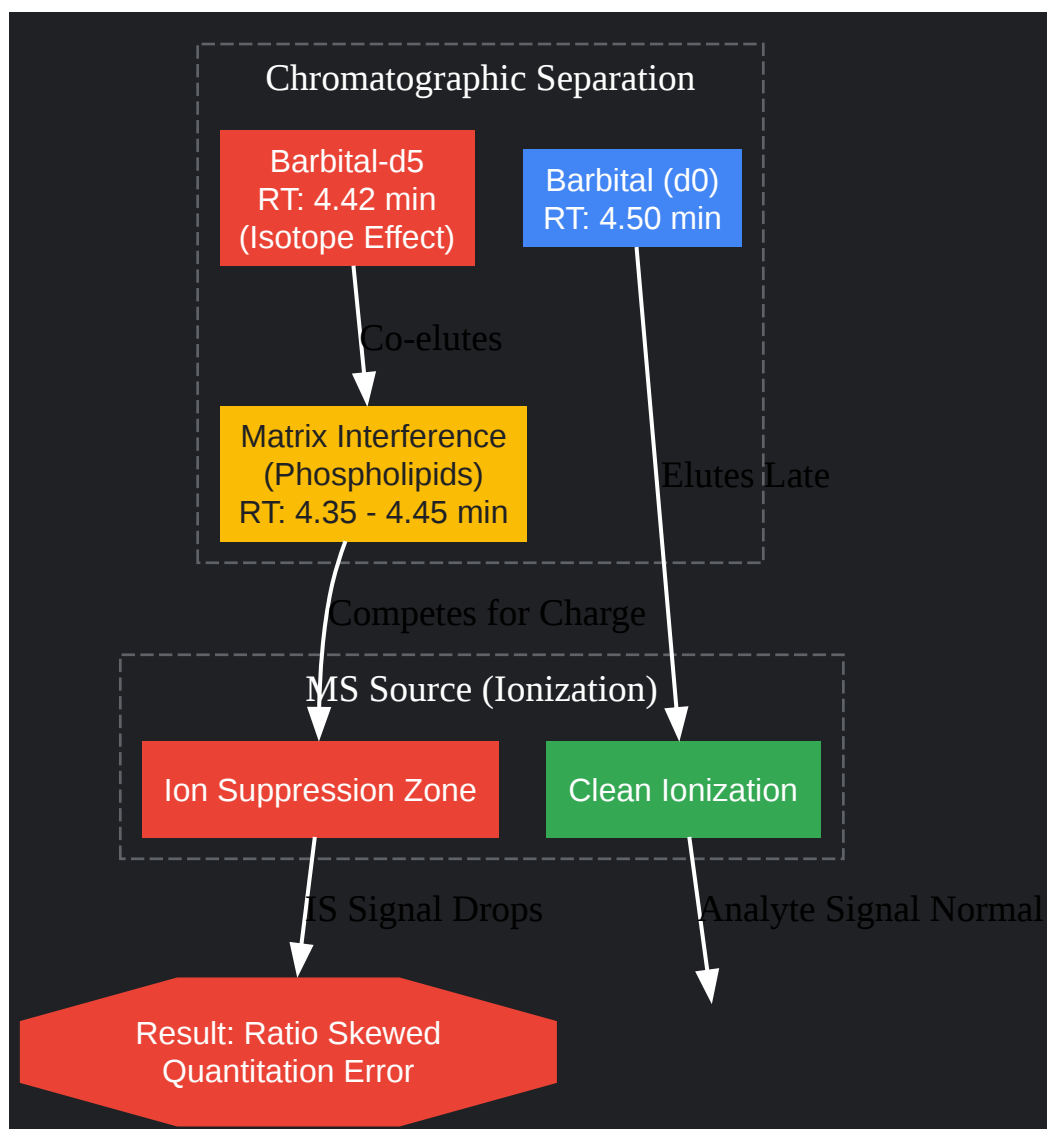 Chromatographic Separation
Barbital-d5
RT: 4.42 min
(Isotope Effect)
Barbital (d0)
RT: 4.50 min
Co-elutes
Matrix Interference
(Phospholipids)
RT: 4.35 - 4.45 min
Elutes Late
Competes for Charge
MS Source (Ionization)
Ion Suppression Zone
Clean Ionization
IS Signal Drops
Analyte Signal Normal
Result: Ratio Skewed
Quantitation Error